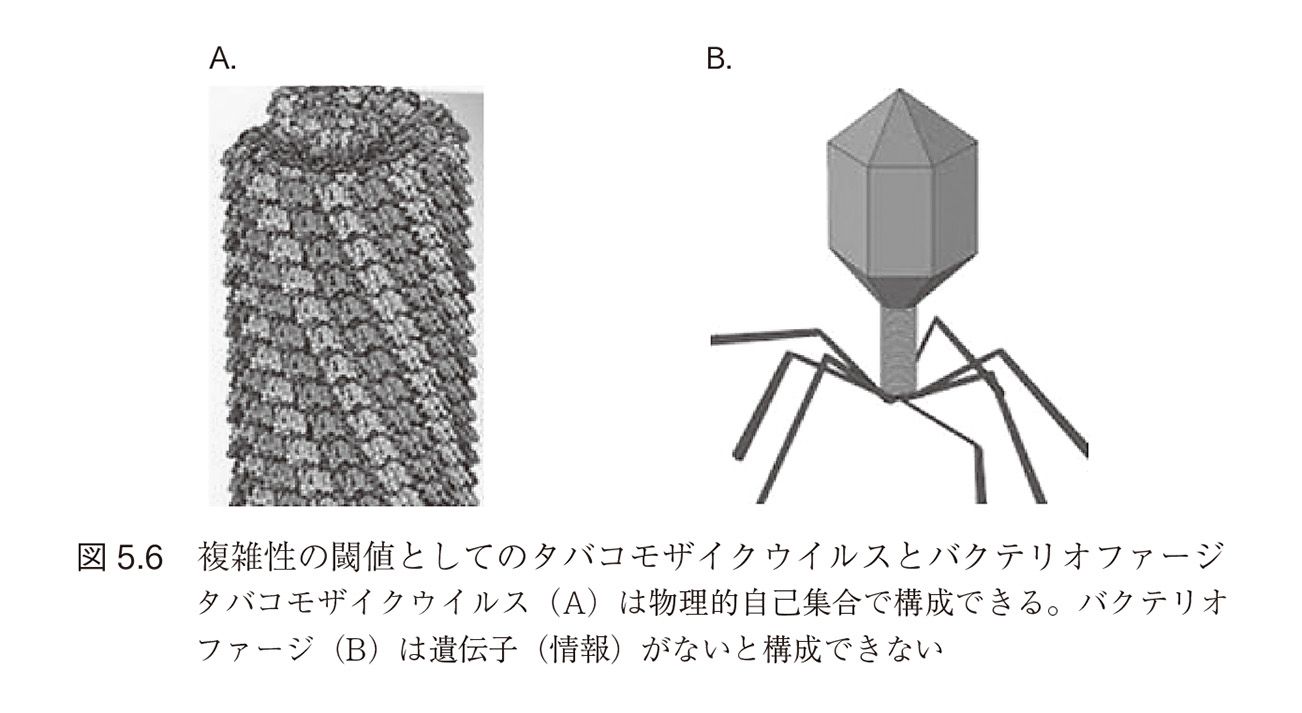 A.
B.
図 5.6 複雑性の閾値としてのタバコモザイクウイルスとバクテリオファージ
タバコモザイクウイルス（A）は物理的自己集合で構成できる。バクテリオ
ファージ（B）は遺伝子（情報）がないと構成できない